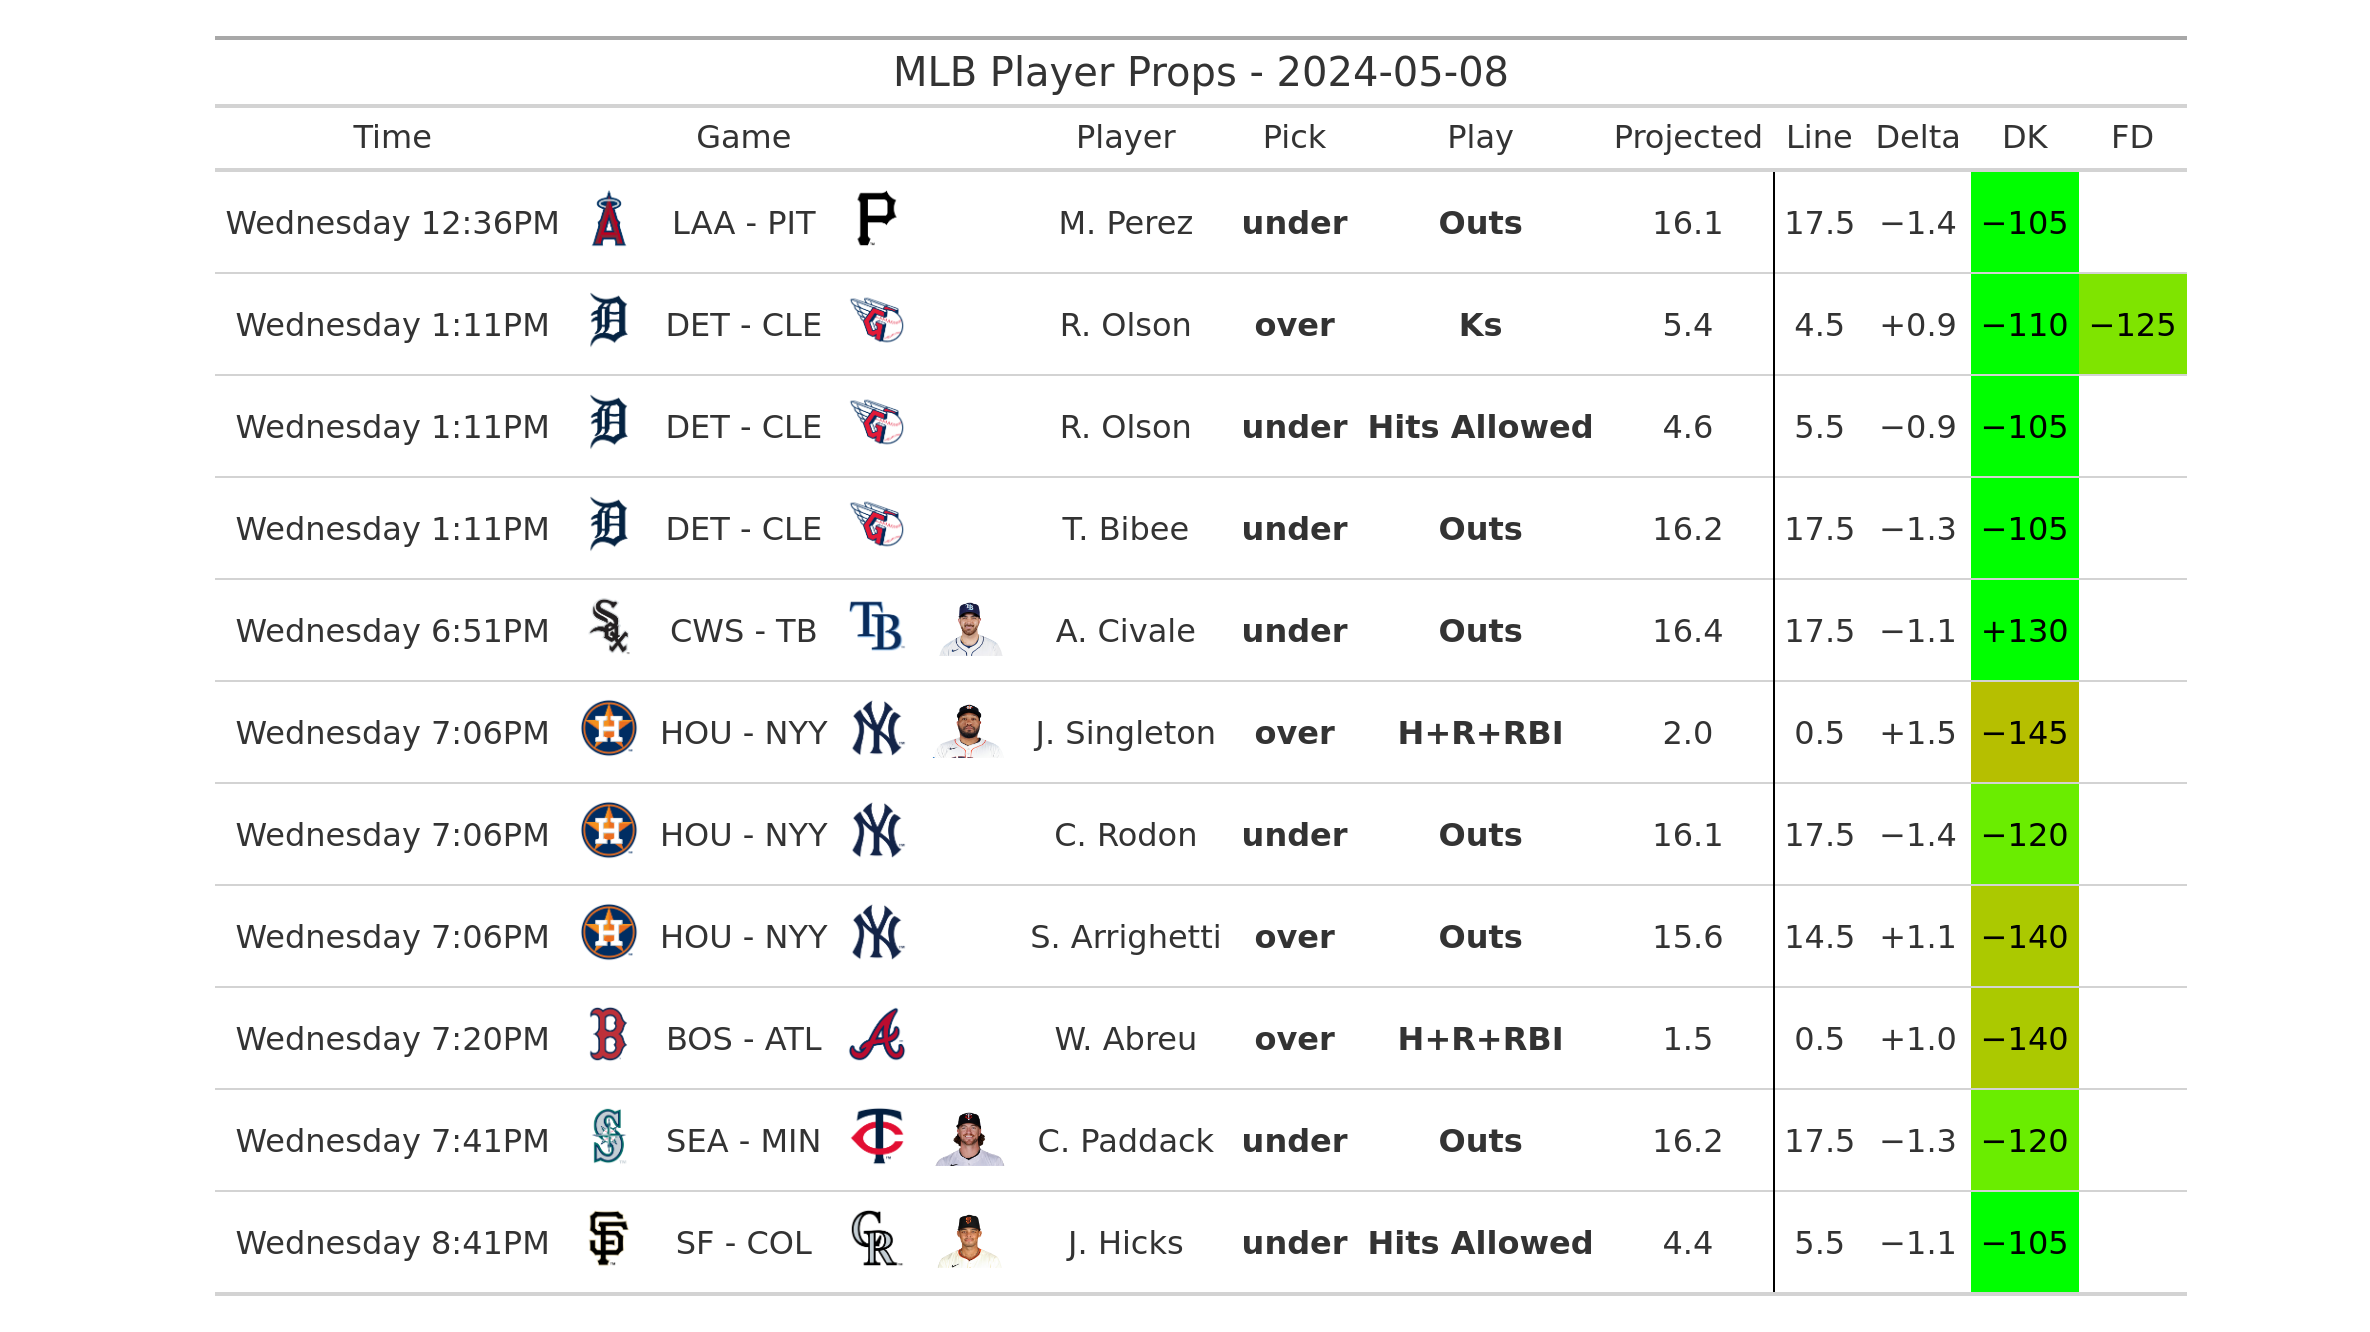 MLB Player Props - 2024-05-08
Time Game Player Pick Play Projected Line Delta DK FD
Wednesday 12:36PM LAA - PIT M. Perez under Outs 16.1 17.5 −1.4 −105
Wednesday 1:11PM DET - CLE R. Olson over Ks 5.4 4.5 +0.9 −110 −125
Wednesday 1:11PM DET - CLE R. Olson under Hits Allowed 4.6 5.5 −0.9 −105
Wednesday 1:11PM DET - CLE T. Bibee under Outs 16.2 17.5 −1.3 −105
Wednesday 6:51PM CWS - TB A. Civale under Outs 16.4 17.5 −1.1 +130
Wednesday 7:06PM HOU - NYY J. Singleton over H+R+RBI 2.0 0.5 +1.5 −145
Wednesday 7:06PM HOU - NYY C. Rodon under Outs 16.1 17.5 −1.4 −120
Wednesday 7:06PM HOU - NYY S. Arrighetti over Outs 15.6 14.5 +1.1 −140
Wednesday 7:20PM BOS - ATL W. Abreu over H+R+RBI 1.5 0.5 +1.0 −140
Wednesday 7:41PM SEA - MIN C. Paddack under Outs 16.2 17.5 −1.3 −120
Wednesday 8:41PM SF - COL J. Hicks under Hits Allowed 4.4 5.5 −1.1 −105